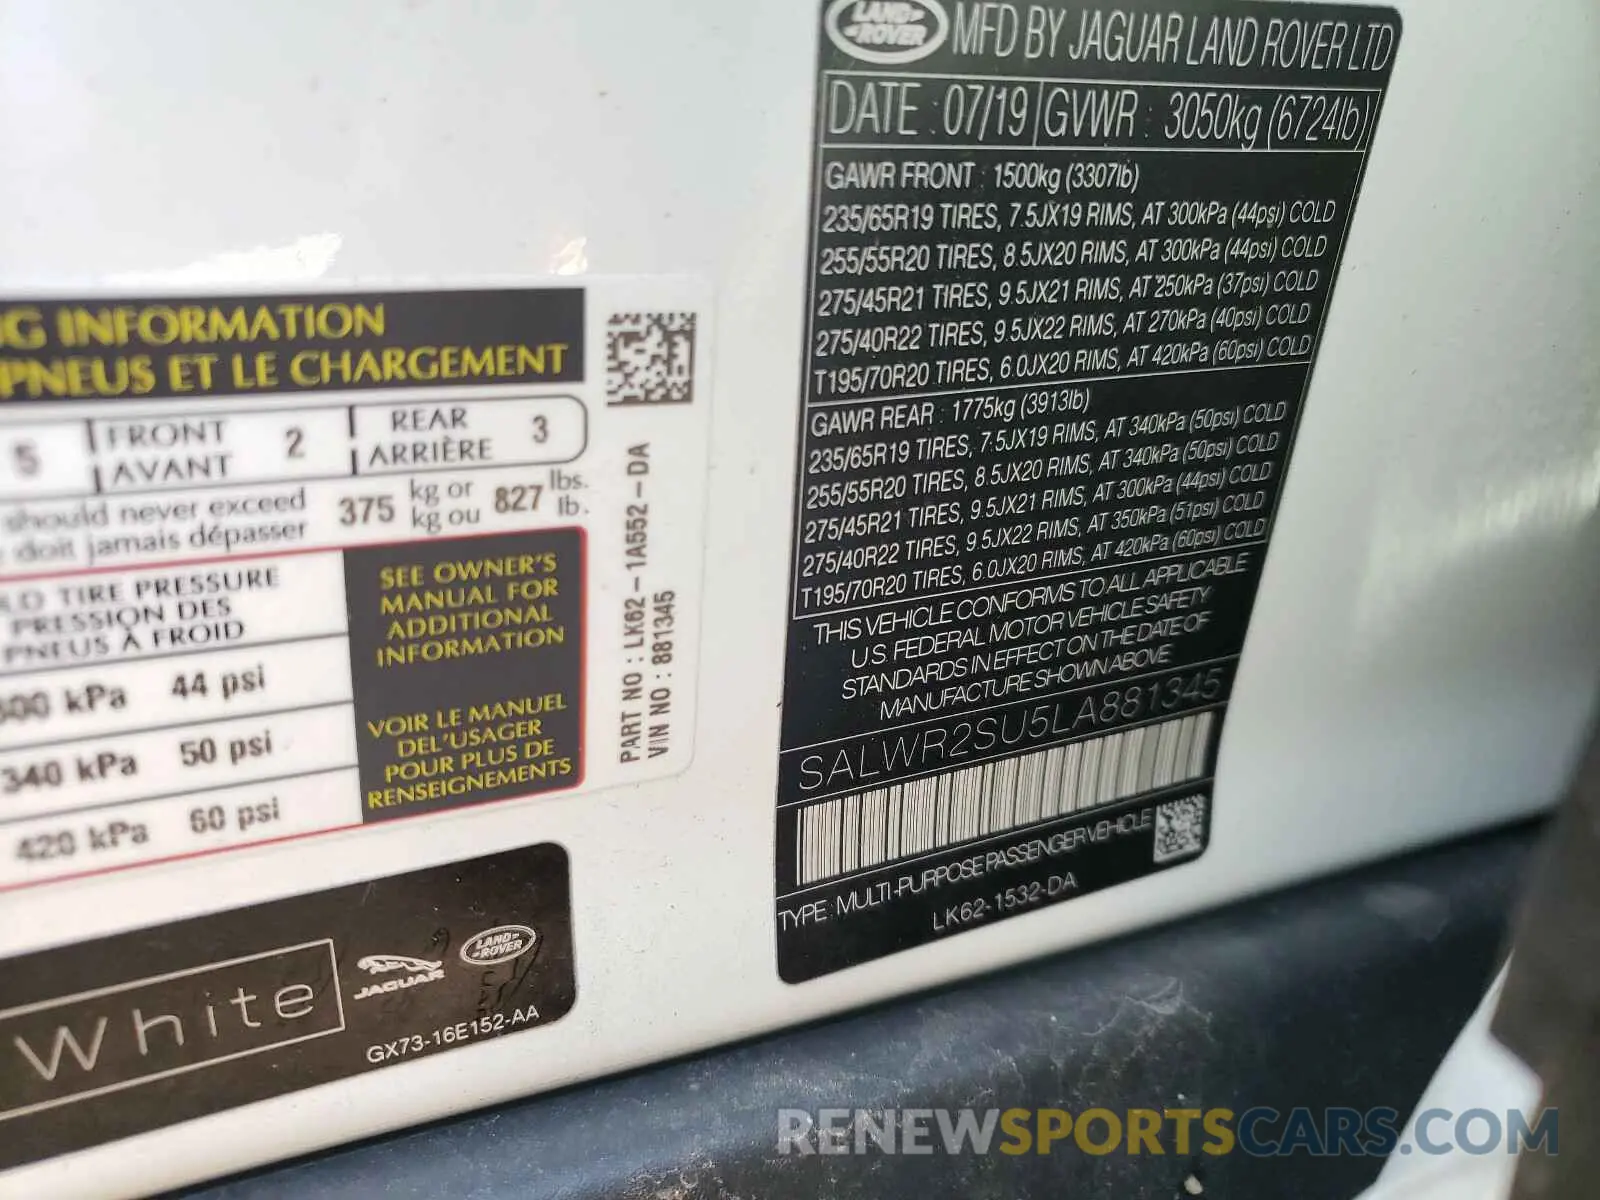 LAND-
-ROVER
MFD BY JAGUAR LAND ROVER LTD
DATE : 07/19 GVWR : 3050kg (6724lb)
GAWR FRONT : 1500kg (3307lb)
235/65R19 TIRES, 7.5JX19 RIMS, AT 300kPa (44psi) COLD
255/55R20 TIRES, 8.5JX20 RIMS, AT 300kPa (44psi) COLD
275/45R21 TIRES, 9.5JX21 RIMS, AT 250kPa (37psi) COLD
275/40R22 TIRES, 9.5JX22 RIMS, AT 270kPa (40psi) COLD
T195/70R20 TIRES, 6.0JX20 RIMS, AT 420kPa (60psi) COLD
GAWR REAR : 1775kg (3913lb)
235/65R19 TIRES, 7.5JX19 RIMS, AT 340kPa (50psi) COLD
255/55R20 TIRES, 8.5JX20 RIMS, AT 340kPa (50psi) COLD
275/45R21 TIRES, 9.5JX21 RIMS, AT 300kPa (44psi) COLD
275/40R22 TIRES, 9.5JX22 RIMS, AT 350kPa (51psi) COLD
T195/70R20 TIRES, 6.0JX20 RIMS, AT 420kPa (60psi) COLD
THIS VEHICLE CONFORMS TO ALL APPLICABLE
U.S. FEDERAL MOTOR VEHICLE SAFETY
STANDARDS IN EFFECT ON THE DATE OF
MANUFACTURE SHOWN ABOVE
SALWR2SU5LA881345
TYPE : MULTI-PURPOSE PASSENGER VEHICLE
LK62-1532-DA
G INFORMATION
PNEUS ET LE CHARGEMENT
5 FRONT 2 REAR 3
AVANT ARRIÈRE
should never exceed 375 kg or 827 lbs.
doit jamais dépasser kg ou lb.
LD TIRE PRESSURE
PRESSION DES
PNEUS À FROID
300 kPa 44 psi
340 kPa 50 psi
420 kPa 60 psi
SEE OWNER'S
MANUAL FOR
ADDITIONAL
INFORMATION
VOIR LE MANUEL
DEL'USAGER
POUR PLUS DE
RENSEIGNEMENTS
PART NO : LK62-1A552-DA
VIN NO : 881345
White
JAGUAR
LAND-
-ROVER
GX73-16E152-AA
RENEWSPORTSCARS.COM